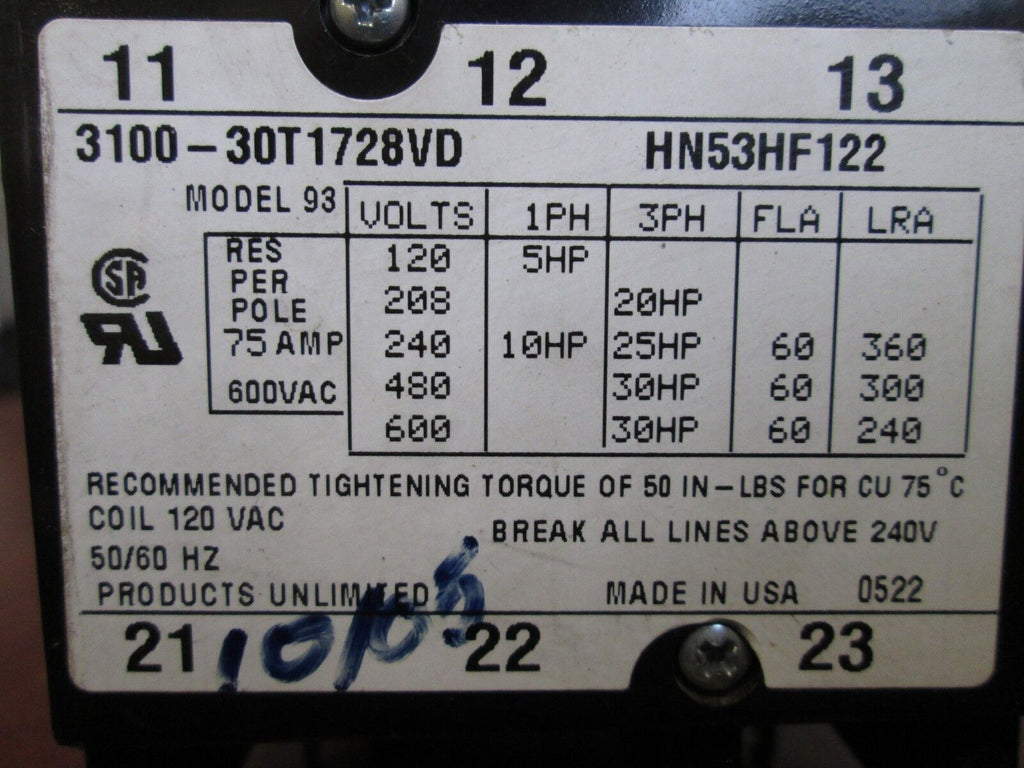 11 12 13
3100-30T1728VD HN53HF122
MODEL 93 VOLTS 1PH 3PH FLA LRA
RES PER POLE 75 AMP 600VAC
120 5HP
208 20HP
240 10HP 25HP 60 360
480 30HP 60 300
600 30HP 60 240
RECOMMENDED TIGHTENING TORQUE OF 50 IN-LBS FOR CU 75°C
COIL 120 VAC
BREAK ALL LINES ABOVE 240V
50/60 HZ
PRODUCTS UNLIMITED MADE IN USA 0522
21 22 23